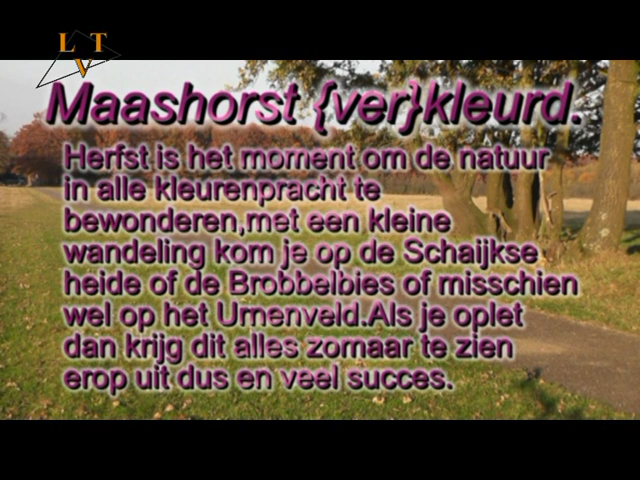 LVT
Maashorst {ver}kleurd.
Herfst is het moment om de natuur
in alle kleurenpracht te
bewonderen,met een kleine
wandeling kom je op de Schaijkse
heide of de Brobbelbies of misschien
wel op het Urnenveld.Als je oplet
dan krijg dit alles zomaar te zien
erop uit dus en veel succes.